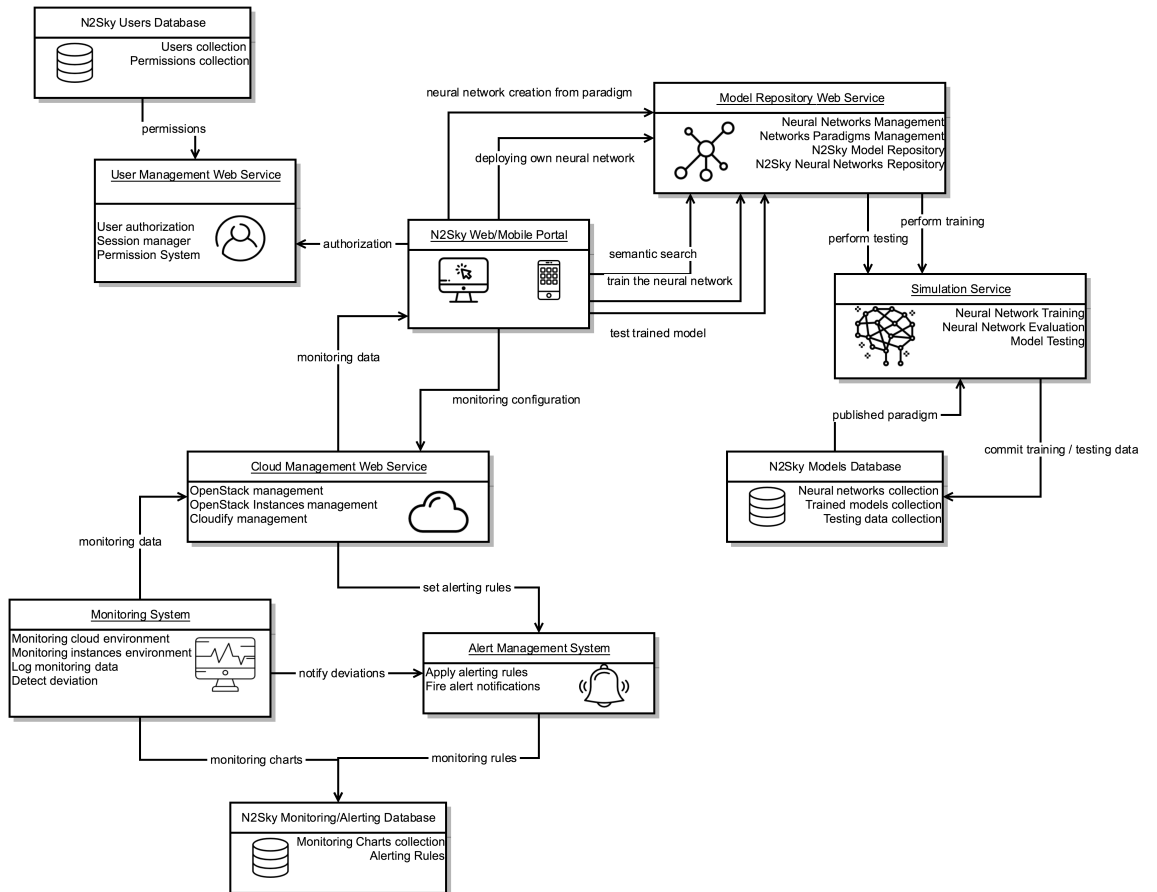 N2Sky Users Database
Users collection
Permissions collection
permissions
User Management Web Service
User authorization
Session manager
Permission System
authorization
neural network creation from paradigm
deploying own neural network
Model Repository Web Service
Neural Networks Management
Networks Paradigms Management
N2Sky Model Repository
N2Sky Neural Networks Repository
N2Sky Web/Mobile Portal
semantic search
train the neural network
test trained model
perform testing
perform training
Simulation Service
Neural Network Training
Neural Network Evaluation
Model Testing
published paradigm
commit training / testing data
N2Sky Models Database
Neural networks collection
Trained models collection
Testing data collection
monitoring data
monitoring configuration
Cloud Management Web Service
OpenStack management
OpenStack Instances management
Cloudify management
monitoring data
set alerting rules
Monitoring System
Monitoring cloud environment
Monitoring instances environment
Log monitoring data
Detect deviation
notify deviations
Alert Management System
Apply alerting rules
Fire alert notifications
monitoring charts
monitoring rules
N2Sky Monitoring/Alerting Database
Monitoring Charts collection
Alerting Rules